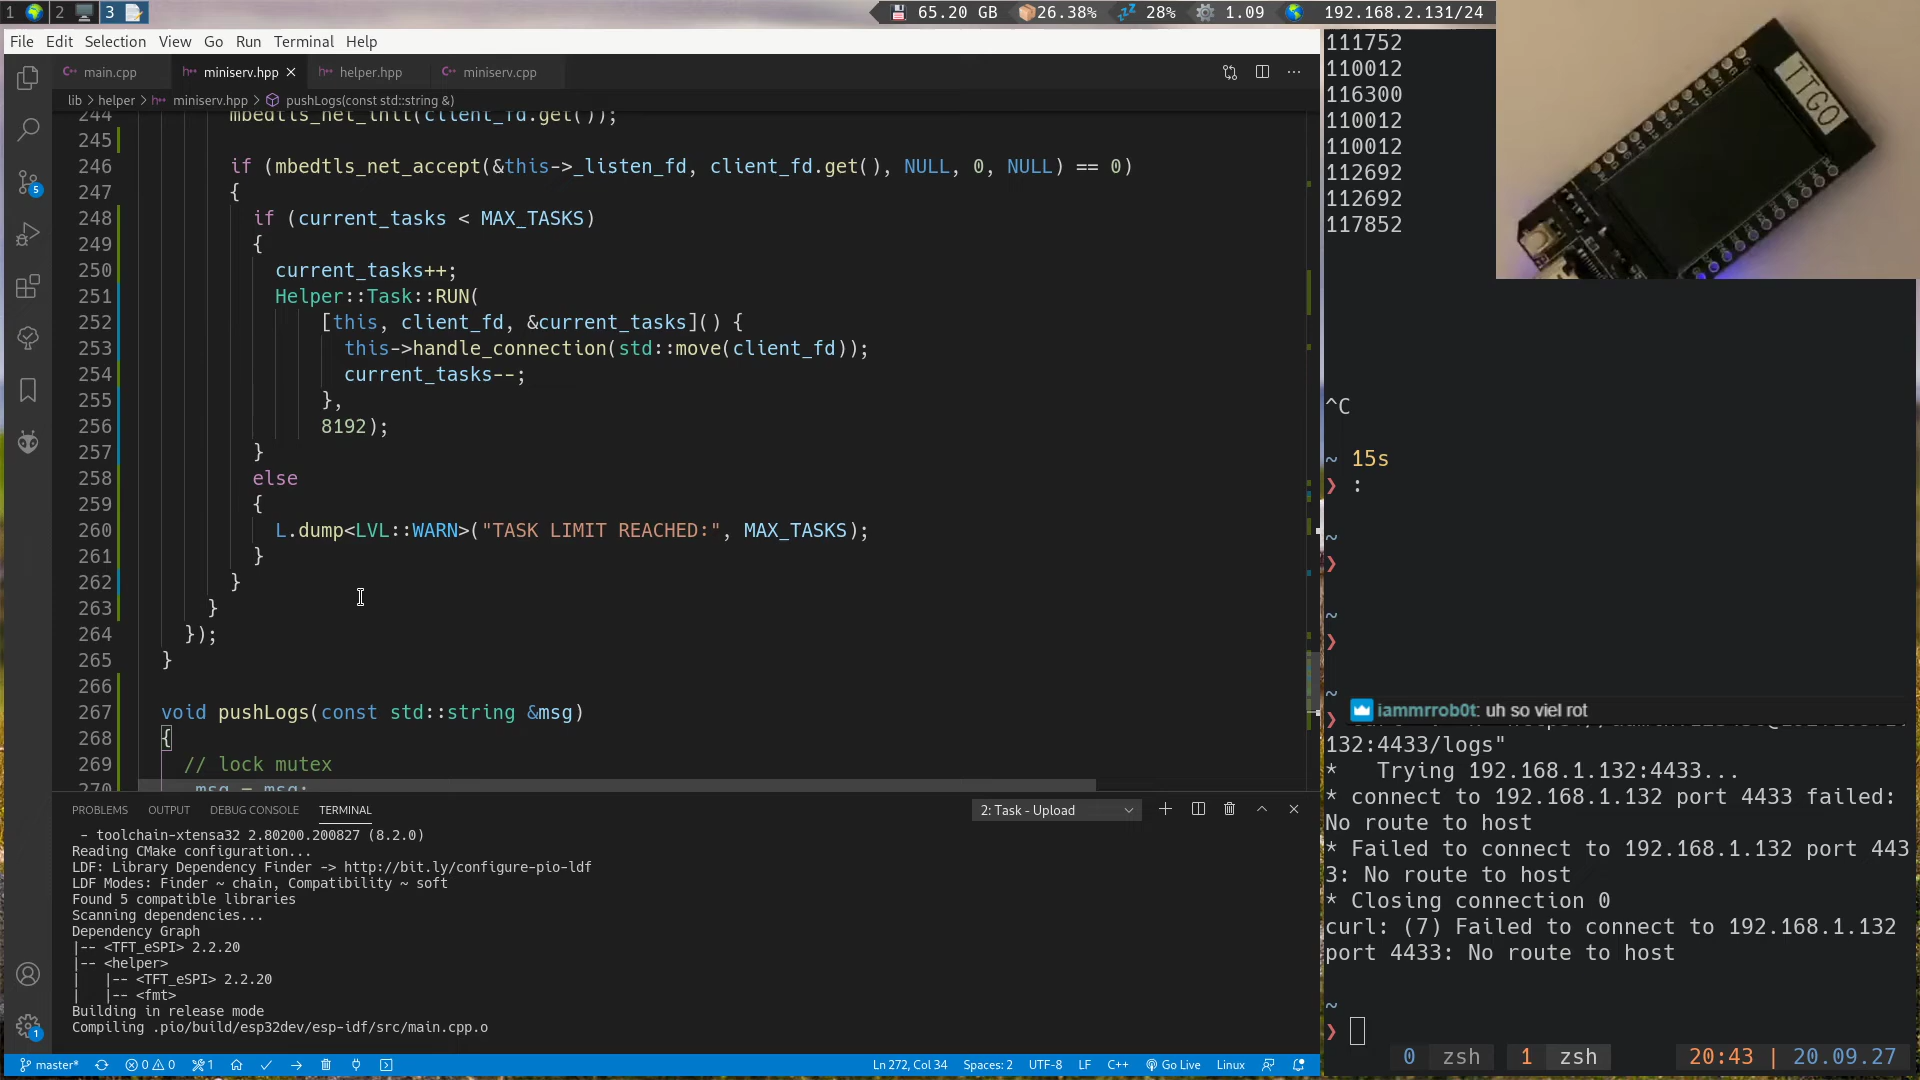 1 2 3 65.20 GB 26.38% 28% 1.09 192.168.2.131/24
File Edit Selection View Go Run Terminal Help
main.cpp miniserv.hpp helper.hpp miniserv.cpp
lib > helper > miniserv.hpp > pushLogs(const std::string &)
244 mbedtls_net_init(client_fd.get());
245
246 if (mbedtls_net_accept(&this->_listen_fd, client_fd.get(), NULL, 0, NULL) == 0)
247 {
248 if (current_tasks < MAX_TASKS)
249 {
250 current_tasks++;
251 Helper::Task::RUN(
252 [this, client_fd, &current_tasks]() {
253 this->handle_connection(std::move(client_fd));
254 current_tasks--;
255 },
256 8192);
257 }
258 else
259 {
260 L.dump<LVL::WARN>("TASK LIMIT REACHED:", MAX_TASKS);
261 }
262 }
263 }
264 });
265 }
266
267 void pushLogs(const std::string &msg)
268 {
269 // lock mutex
270 msg = msg;
PROBLEMS OUTPUT DEBUG CONSOLE TERMINAL 2: Task - Upload
- toolchain-xtensa32 2.80200.200827 (8.2.0)
Reading CMake configuration...
LDF: Library Dependency Finder -> http://bit.ly/configure-pio-ldf
LDF Modes: Finder ~ chain, Compatibility ~ soft
Found 5 compatible libraries
Scanning dependencies...
Dependency Graph
|-- <TFT_eSPI> 2.2.20
|-- <helper>
| |-- <TFT_eSPI> 2.2.20
| |-- <fmt>
Building in release mode
Compiling .pio/build/esp32dev/esp-idf/src/main.cpp.o
5
1
master* 0 0 1 Ln 272, Col 34 Spaces: 2 UTF-8 LF C++ Go Live Linux
111752
110012
116300
110012
110012
112692
112692
117852
TTGO
^C
~ 15s
❯ :
~
❯
~
❯
~
❯
iammrrob0t: uh so viel rot
132:4433/logs"
* Trying 192.168.1.132:4433...
* connect to 192.168.1.132 port 4433 failed:
No route to host
* Failed to connect to 192.168.1.132 port 443
3: No route to host
* Closing connection 0
curl: (7) Failed to connect to 192.168.1.132
port 4433: No route to host
~
❯
0 zsh 1 zsh 20:43 | 20.09.27